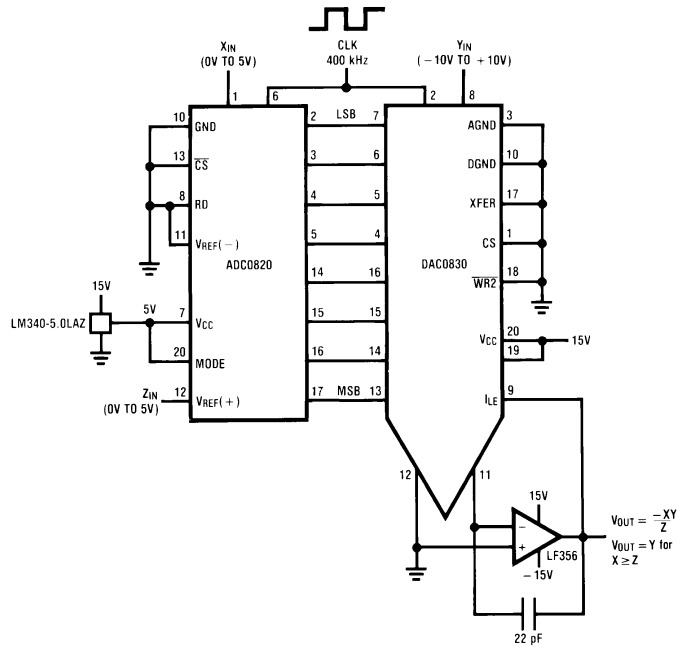 CLK
400 kHz
XIN
(0V TO 5V)
YIN
(−10V TO +10V)
1
6
2
8
10
GND
2
LSB
7
AGND
3
13
CS
3
6
DGND
10
8
RD
4
5
XFER
17
11
VREF(−)
5
4
CS
1
ADC0820
DAC0830
14
16
WR2
18
15V
LM340-5.0LAZ
5V
7
VCC
15
15
VCC
20
19
15V
20
MODE
16
14
ZIN
(0V TO 5V)
12
VREF(+)
17
MSB
13
ILE
9
12
11
15V
−
+
LF356
−15V
VOUT = −XY
Z
VOUT = Y for
X ≥ Z
22 pF